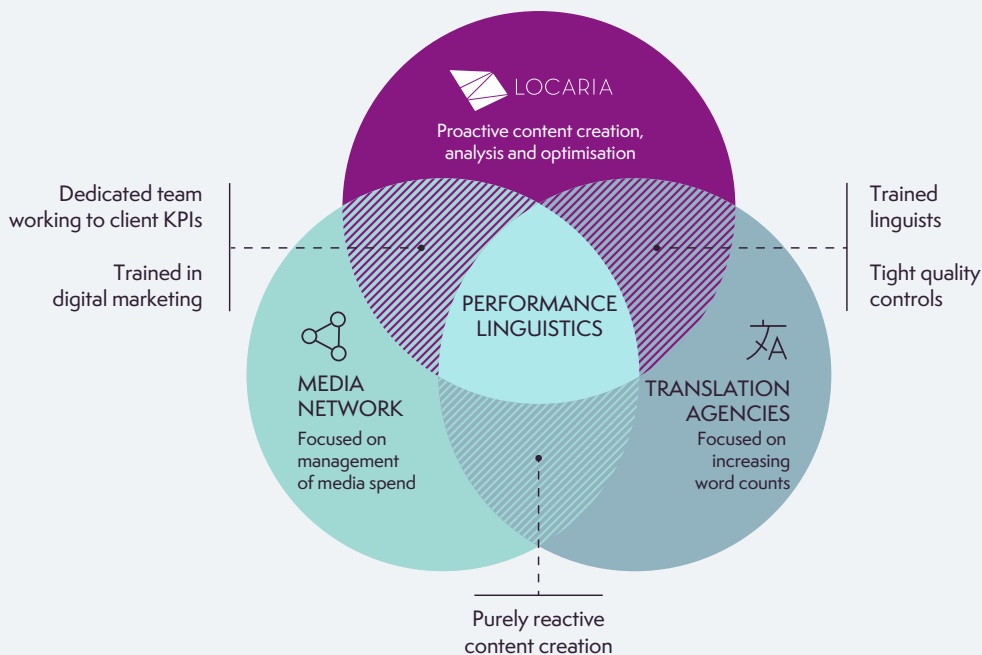 LOCARIA
Proactive content creation,
analysis and optimisation
Dedicated team
working to client KPIs
Trained in
digital marketing
Trained
linguists
Tight quality
controls
PERFORMANCE
LINGUISTICS
MEDIA
NETWORK
Focused on
management
of media spend
文A
TRANSLATION
AGENCIES
Focused on
increasing
word counts
Purely reactive
content creation